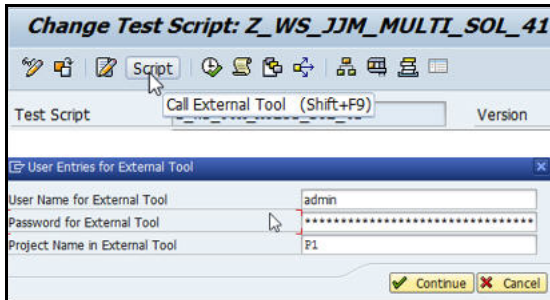 Change Test Script: Z_WS_JJM_MULTI_SOL_41
Script
Call External Tool (Shift+F9)
Test Script
Version
User Entries for External Tool
User Name for External Tool admin
Password for External Tool ********************************
Project Name in External Tool P1
Continue Cancel